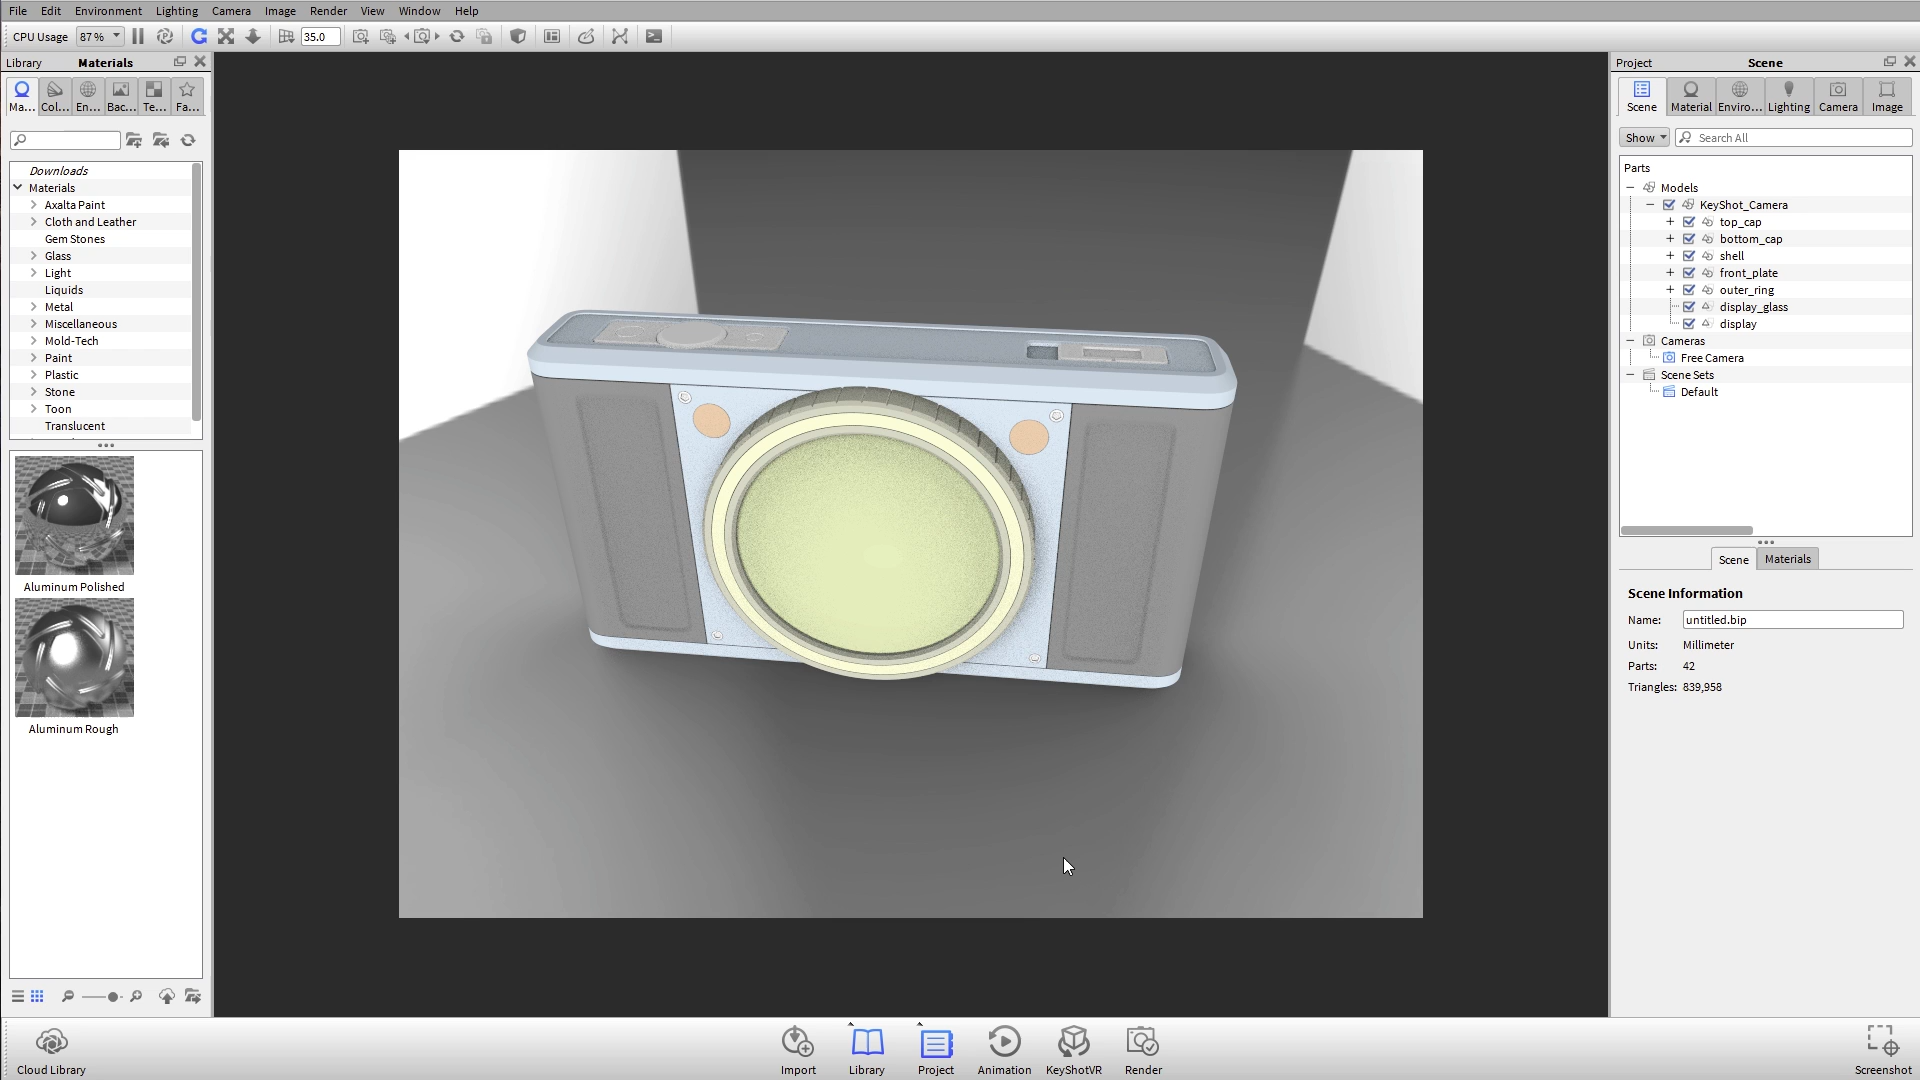 File Edit Environment Lighting Camera Image Render View Window Help
CPU Usage 87 % 35.0
Library Materials
Ma... Col... En... Bac... Te... Fa...
Downloads
Materials
Axalta Paint
Cloth and Leather
Gem Stones
Glass
Light
Liquids
Metal
Miscellaneous
Mold-Tech
Paint
Plastic
Stone
Toon
Translucent
Aluminum Polished
Aluminum Rough
Project Scene
Scene Material Enviro... Lighting Camera Image
Show Search All
Parts
Models
KeyShot_Camera
top_cap
bottom_cap
shell
front_plate
outer_ring
display_glass
display
Cameras
Free Camera
Scene Sets
Default
Scene Materials
Scene Information
Name: untitled.bip
Units: Millimeter
Parts: 42
Triangles: 839,958
Cloud Library Import Library Project Animation KeyShotVR Render Screenshot